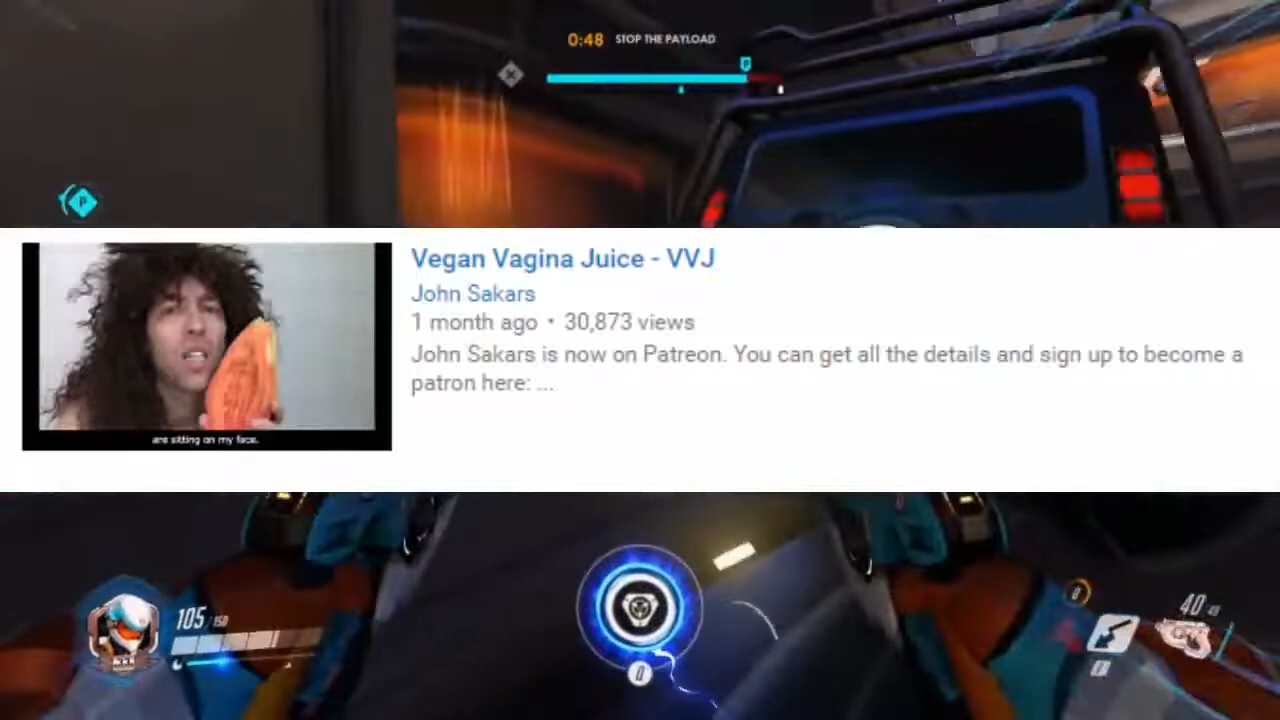 0:48 STOP THE PAYLOAD
P
P
Vegan Vagina Juice - VVJ
John Sakars
1 month ago • 30,873 views
John Sakars is now on Patreon. You can get all the details and sign up to become a
patron here: ...
are sitting on my face.
105/150
Q
0
40